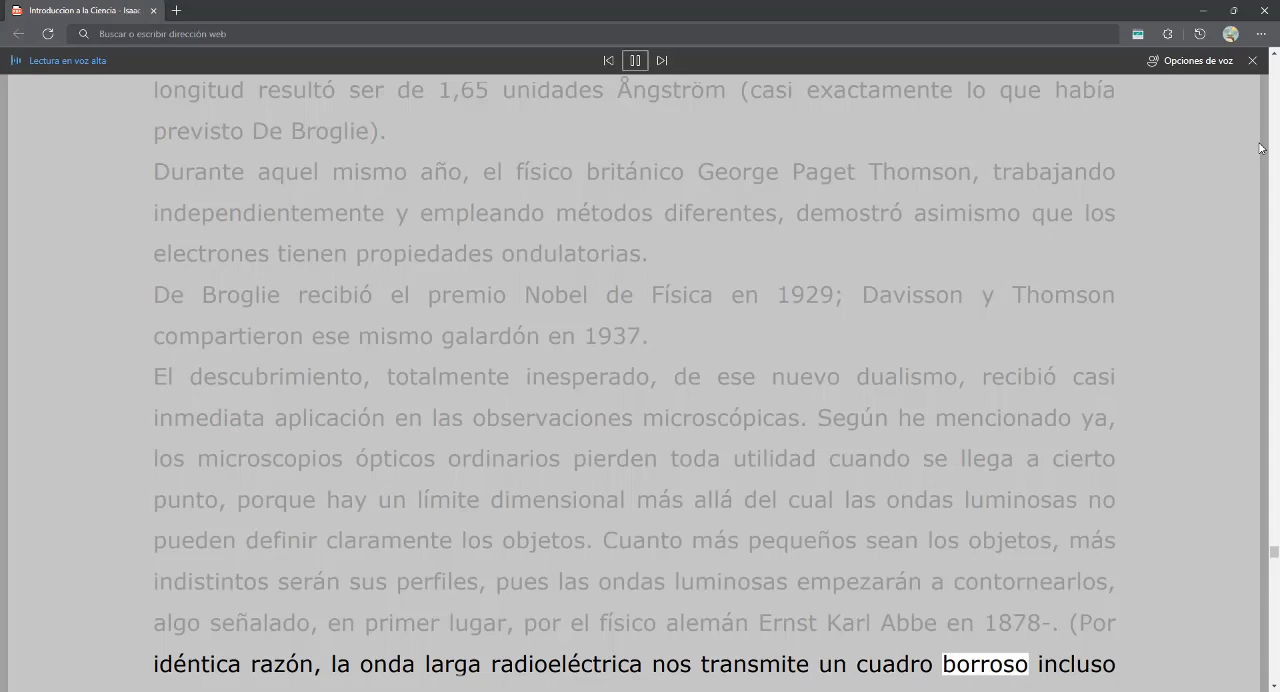 Introduccion a la Ciencia - Isaac
Buscar o escribir dirección web
Lectura en voz alta
Opciones de voz
longitud resultó ser de 1,65 unidades Ångström (casi exactamente lo que había
previsto De Broglie).
Durante aquel mismo año, el físico británico George Paget Thomson, trabajando
independientemente y empleando métodos diferentes, demostró asimismo que los
electrones tienen propiedades ondulatorias.
De Broglie recibió el premio Nobel de Física en 1929; Davisson y Thomson
compartieron ese mismo galardón en 1937.
El descubrimiento, totalmente inesperado, de ese nuevo dualismo, recibió casi
inmediata aplicación en las observaciones microscópicas. Según he mencionado ya,
los microscopios ópticos ordinarios pierden toda utilidad cuando se llega a cierto
punto, porque hay un límite dimensional más allá del cual las ondas luminosas no
pueden definir claramente los objetos. Cuanto más pequeños sean los objetos, más
indistintos serán sus perfiles, pues las ondas luminosas empezarán a contornearlos,
algo señalado, en primer lugar, por el físico alemán Ernst Karl Abbe en 1878-. (Por
idéntica razón, la onda larga radioeléctrica nos transmite un cuadro borroso incluso